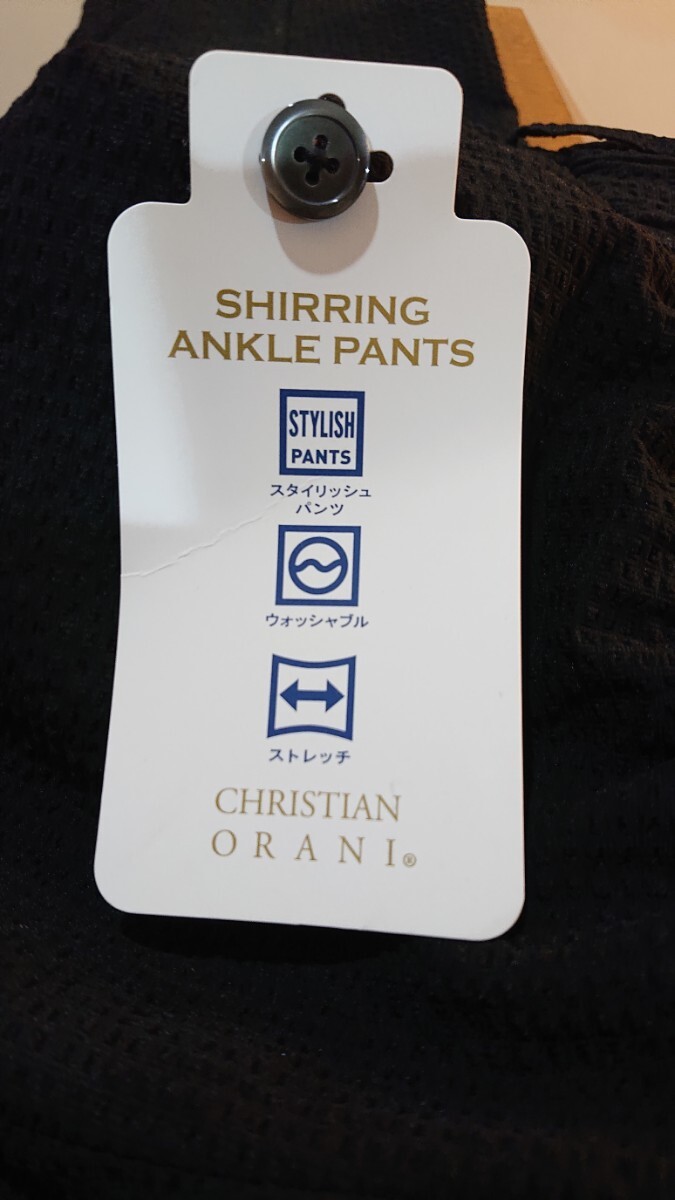 SHIRRING
ANKLE PANTS
STYLISH
PANTS
スタイリッシュ
パンツ
ウォッシャブル
ストレッチ
CHRISTIAN
ORANI®